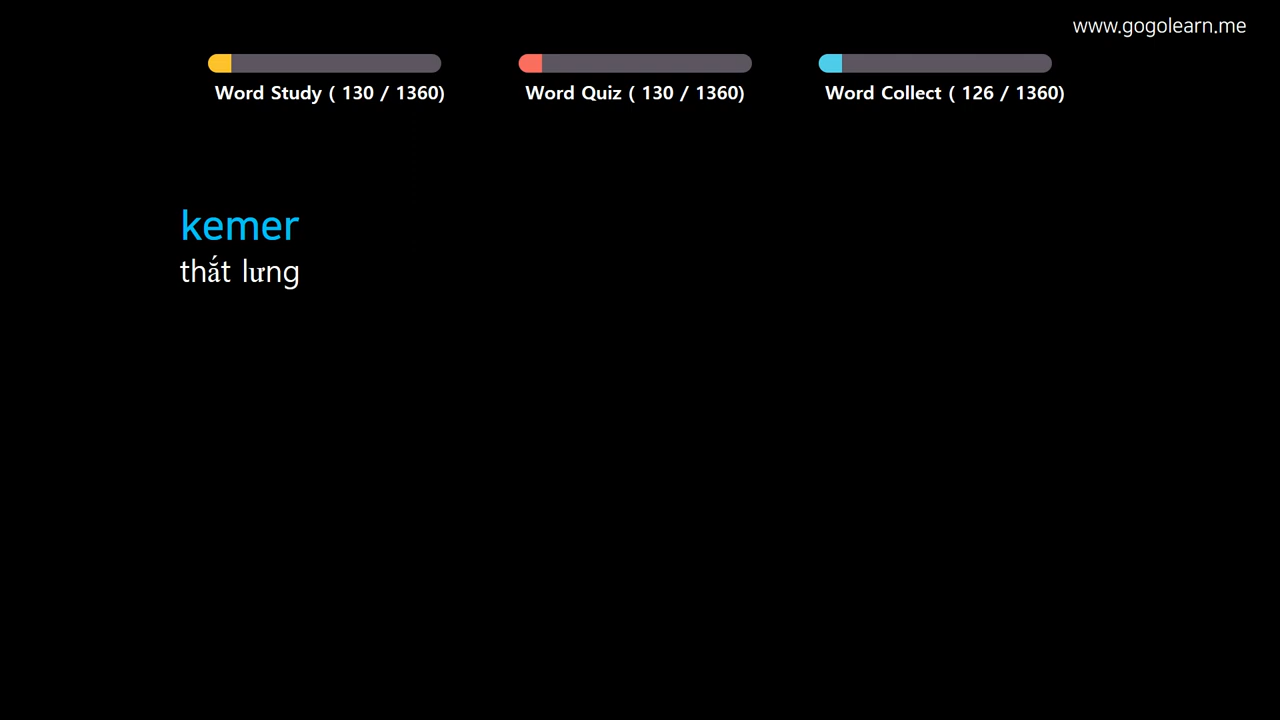 www.gogolearn.me
Word Study ( 130 / 1360)
Word Quiz ( 130 / 1360)
Word Collect ( 126 / 1360)
kemer
thắt lưng